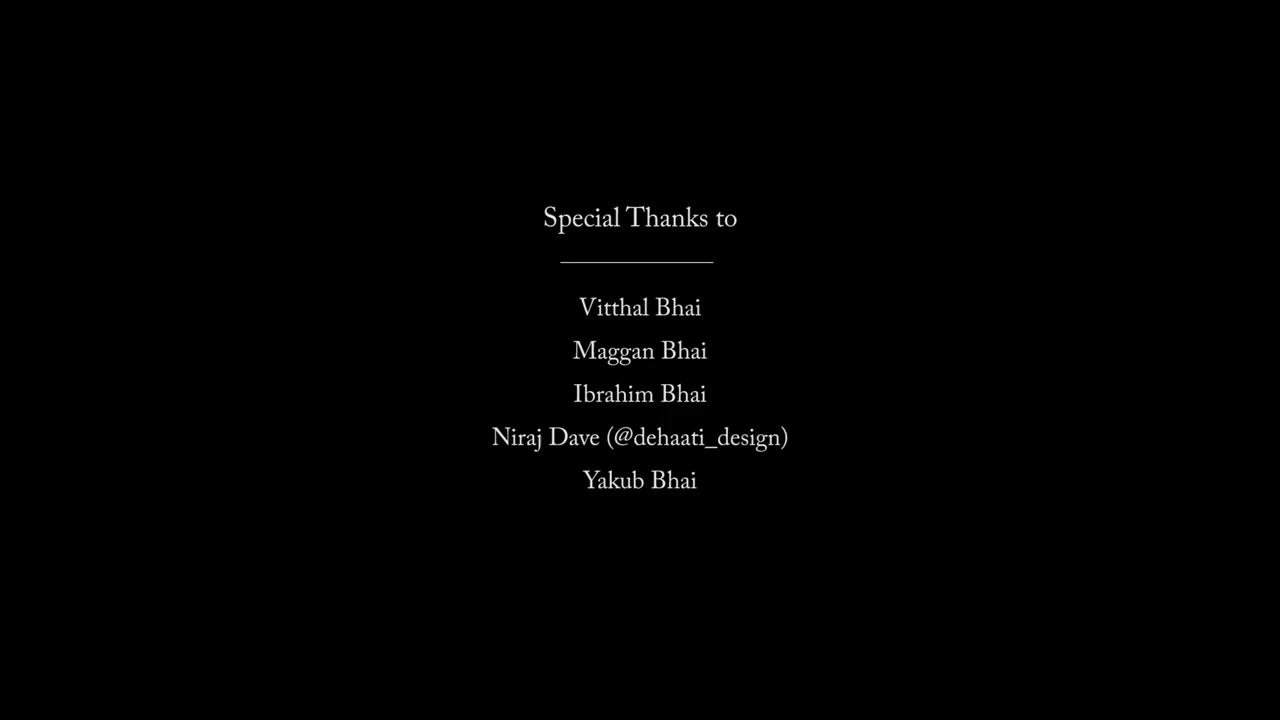 Special Thanks to
Vitthal Bhai
Maggan Bhai
Ibrahim Bhai
Niraj Dave (@dehaati_design)
Yakub Bhai